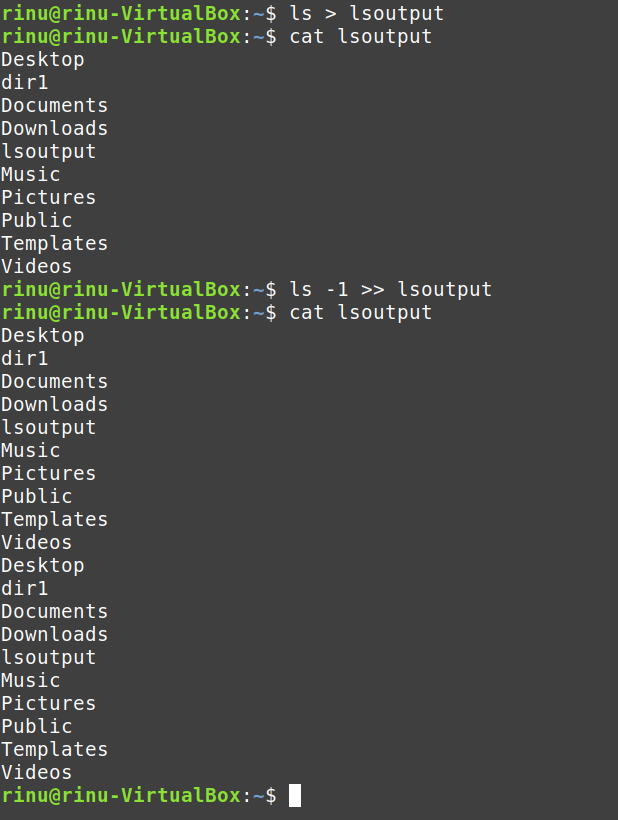 rinu@rinu-VirtualBox:~$ ls > lsoutput
rinu@rinu-VirtualBox:~$ cat lsoutput
Desktop
dir1
Documents
Downloads
lsoutput
Music
Pictures
Public
Templates
Videos
rinu@rinu-VirtualBox:~$ ls -1 >> lsoutput
rinu@rinu-VirtualBox:~$ cat lsoutput
Desktop
dir1
Documents
Downloads
lsoutput
Music
Pictures
Public
Templates
Videos
Desktop
dir1
Documents
Downloads
lsoutput
Music
Pictures
Public
Templates
Videos
rinu@rinu-VirtualBox:~$